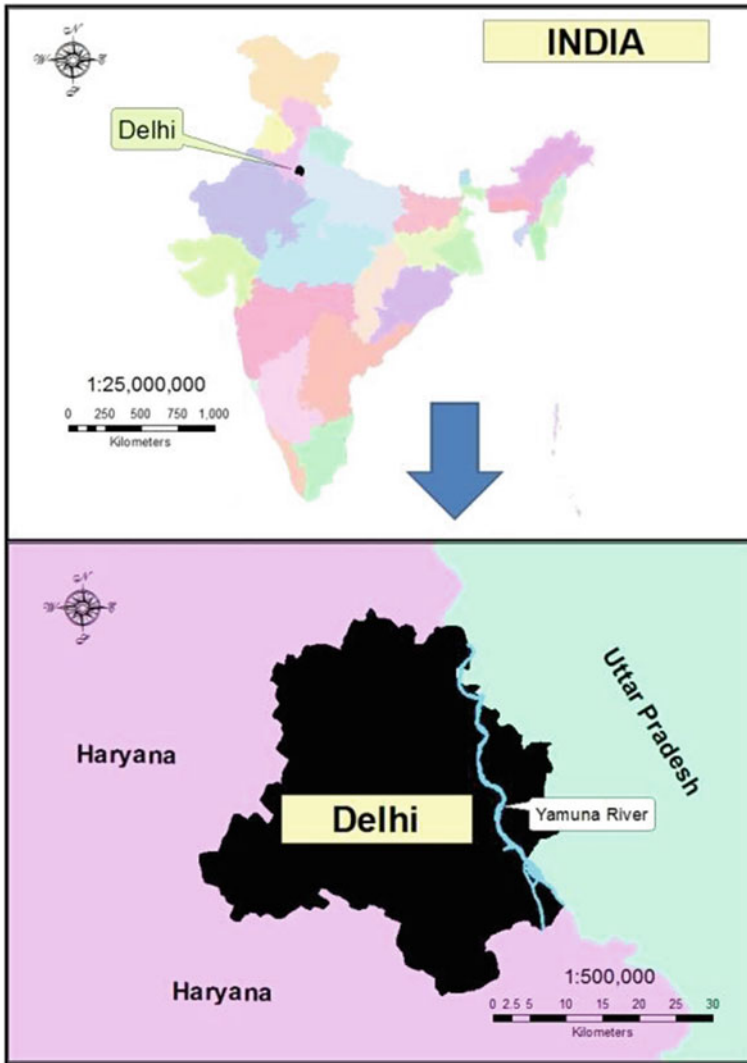 INDIA
N
W
E
S
Delhi
1:25,000,000
0 250 500 750 1,000
Kilometers
N
W
E
S
Uttar Pradesh
Haryana
Delhi
Yamuna River
Haryana
1:500,000
0 2.5 5 10 15 20 25 30
Kilometers